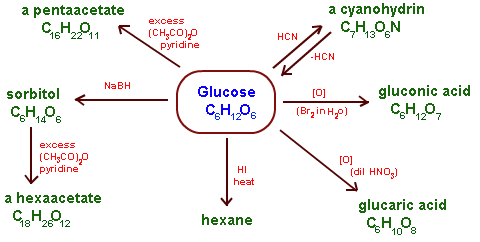 a pentaacetate
C16H22O11
excess
(CH3CO)2O
pyridine
HCN
-HCN
a cyanohydrin
C7H13O6N
sorbitol
C6H14O6
NaBH
Glucose
C6H12O6
[O]
(Br2 in H2o)
gluconic acid
C6H12O7
excess
(CH3CO)2O
pyridine
HI
heat
[O]
(dil HNO3)
a hexaacetate
C18H26O12
hexane
glucaric acid
C6H10O8